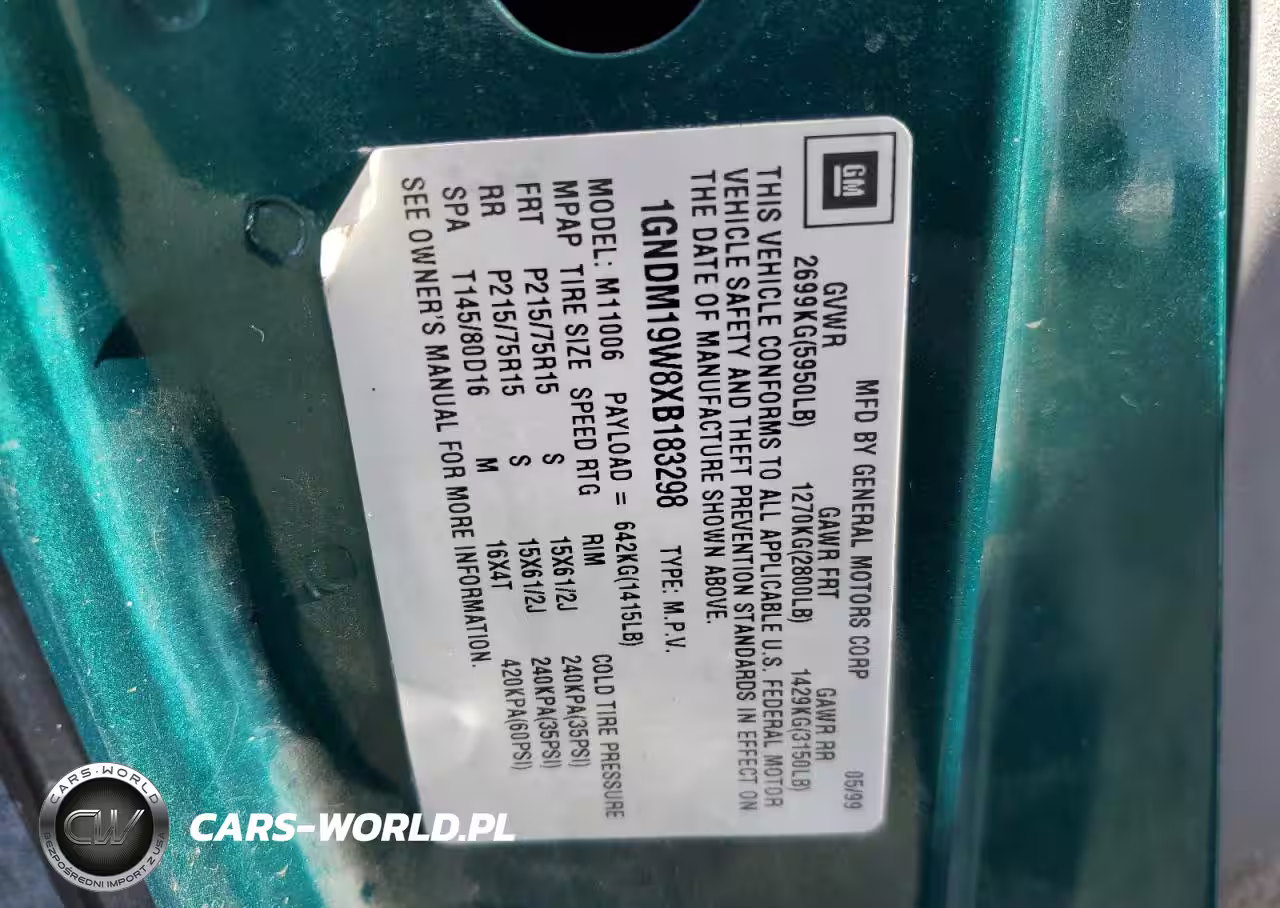 GM
MFD BY GENERAL MOTORS CORP 05/99
GVWR GAWR FRT GAWR RR
2699KG(5950LB) 1270KG(2800LB) 1429KG(3150LB)
THIS VEHICLE CONFORMS TO ALL APPLICABLE U.S. FEDERAL MOTOR
VEHICLE SAFETY AND THEFT PREVENTION STANDARDS IN EFFECT ON
THE DATE OF MANUFACTURE SHOWN ABOVE.
1GNDM19W8XB183298 TYPE: M.P.V.
MODEL: M11006 PAYLOAD = 642KG(1415LB)
MPAP TIRE SIZE SPEED RTG RIM COLD TIRE PRESSURE
FRT P215/75R15 S 15X61/2J 240KPA(35PSI)
RR P215/75R15 S 15X61/2J 240KPA(35PSI)
SPA T145/80D16 M 16X4T 420KPA(60PSI)
SEE OWNER'S MANUAL FOR MORE INFORMATION.
CARS-WORLD
CW
BEZPOŚREDNI IMPORT Z USA
CARS-WORLD.PL